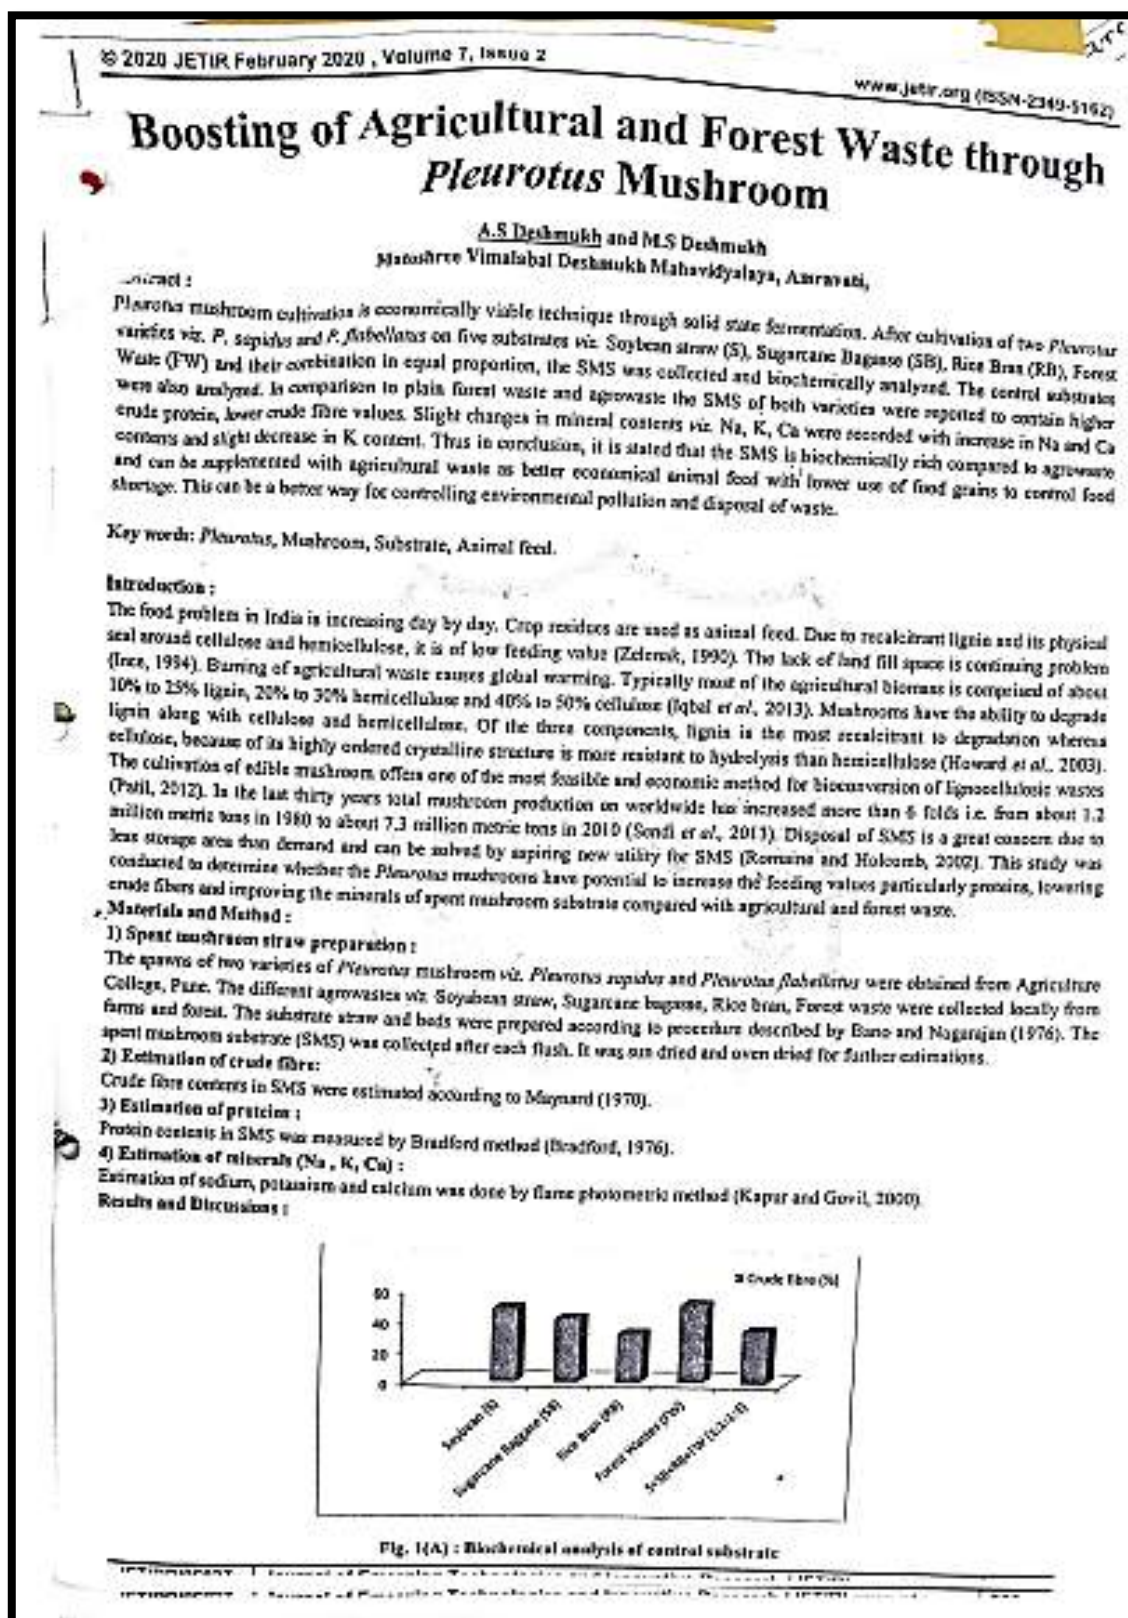 © 2020 JETIR February 2020 , Volume 7, Issue 2
www.jetir.org (ISSN-2349-5162)
Boosting of Agricultural and Forest Waste through
Pleurotus Mushroom
A.S Deshmukh and M.S Deshmukh
Matoshree Vimalabai Deshmukh Mahavidyalaya, Amravati,
Pleurotus mushroom cultivation is economically viable technique through solid state fermentation. After cultivation of two Pleurotus
varieties viz. P. sapidus and P. flabellatus on five substrates viz. Soybean straw (S), Sugarcane Bagasse (SB), Rice Bran (RB), Forest
Waste (FW) and their combination in equal proportion, the SMS was collected and biochemically analyzed. The control substrates
were also analyzed. In comparison to plain forest waste and agrowaste the SMS of both varieties were reported to contain higher
crude protein, lower crude fibre values. Slight changes in mineral contents viz. Na, K, Ca were recorded with increase in Na and Ca
contents and slight decrease in K content. Thus in conclusion, it is stated that the SMS is biochemically rich compared to agrowaste
and can be supplemented with agricultural waste as better economical animal feed with lower use of food grains to control food
shortage. This can be a better way for controlling environmental pollution and disposal of waste.
Key words: Pleurotus, Mushroom, Substrate, Animal feed.
Introduction :
The food problem in India is increasing day by day. Crop residues are used as animal feed. Due to recalcitrant lignin and its physical
seal around cellulose and hemicellulose, it is of low feeding value (Zelenak, 1990). The lack of land fill space is continuing problem
(Ince, 1994). Burning of agricultural waste causes global warming. Typically most of the agricultural biomass is comprised of about
10% to 25% lignin, 20% to 30% hemicellulose and 40% to 50% cellulose (Iqbal et al., 2013). Mushrooms have the ability to degrade
lignin along with cellulose and hemicellulose. Of the three components, lignin is the most recalcitrant to degradation whereas
cellulose, because of its highly ordered crystalline structure is more resistant to hydrolysis than hemicellulose (Howard et al., 2003).
The cultivation of edible mushroom offers one of the most feasible and economic method for bioconversion of lignocellulosic wastes
(Patil, 2012). In the last thirty years total mushroom production on worldwide has increased more than 6 folds i.e. from about 1.2
million metric tons in 1980 to about 7.3 million metric tons in 2010 (Sendi et al., 2013). Disposal of SMS is a great concern due to
less storage area than demand and can be solved by aspiring new utility for SMS (Romaine and Holcomb, 2002). This study was
conducted to determine whether the Pleurotus mushrooms have potential to increase the feeding values particularly proteins, lowering
crude fibers and improving the minerals of spent mushroom substrate compared with agricultural and forest waste.
Materials and Method :
1) Spent mushroom straw preparation :
The spawns of two varieties of Pleurotus mushroom viz. Pleurotus sapidus and Pleurotus flabellatus were obtained from Agriculture
College, Pune. The different agrowastes viz. Soyabean straw, Sugarcane bagasse, Rice bran, Forest waste were collected locally from
farms and forest. The substrate straw and beds were prepared according to procedure described by Bano and Nagarajan (1976). The
spent mushroom substrate (SMS) was collected after each flush. It was sun dried and oven dried for further estimations.
2) Estimation of crude fibre:
Crude fibre contents in SMS were estimated according to Maynard (1970).
3) Estimation of proteins :
Protein contents in SMS was measured by Bradford method (Bradford, 1976).
4) Estimation of minerals (Na , K, Ca) :
Estimation of sodium, potassium and calcium was done by flame photometric method (Kapur and Govil, 2000).
Results and Discussions :
Crude fibre (%)
60
40
20
0
Soybean (S)
Sugarcane Baggase (SB)
Rice Bran (RB)
Forest Wastes (FW)
S+SB+RB+FW (1:1:1:1)
Fig. 1(A) : Biochemical analysis of control substrate